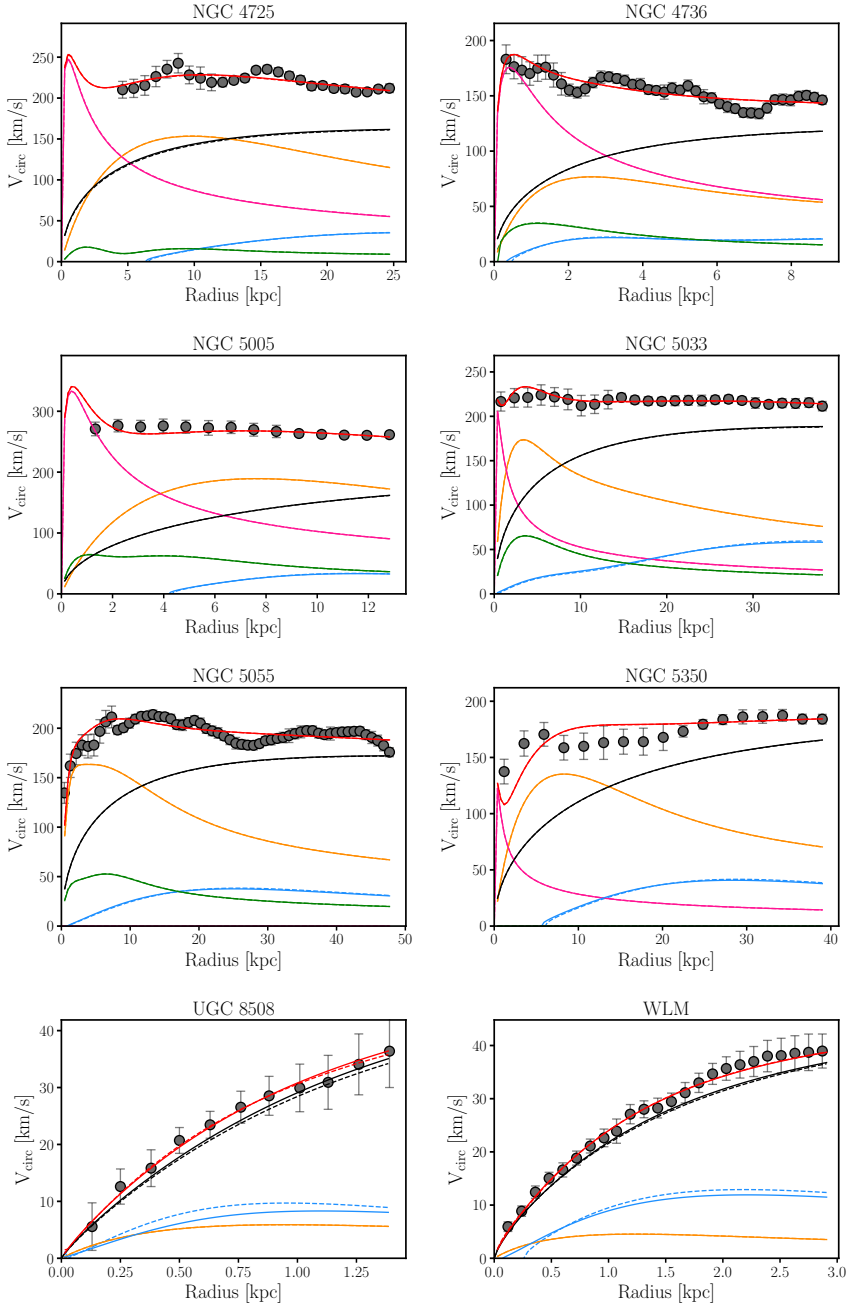 NGC 4725
NGC 4736
V_circ [km/s]
250
200
150
100
50
0
0 5 10 15 20 25
Radius [kpc]
V_circ [km/s]
200
150
100
50
0
0 2 4 6 8
Radius [kpc]
NGC 5005
NGC 5033
V_circ [km/s]
300
200
100
0
0 2 4 6 8 10 12
Radius [kpc]
V_circ [km/s]
250
200
150
100
50
0
0 10 20 30
Radius [kpc]
NGC 5055
NGC 5350
V_circ [km/s]
200
150
100
50
0
0 10 20 30 40 50
Radius [kpc]
V_circ [km/s]
200
150
100
50
0
0 10 20 30 40
Radius [kpc]
UGC 8508
WLM
V_circ [km/s]
40
30
20
10
0
0.00 0.25 0.50 0.75 1.00 1.25
Radius [kpc]
V_circ [km/s]
40
30
20
10
0
0.0 0.5 1.0 1.5 2.0 2.5 3.0
Radius [kpc]